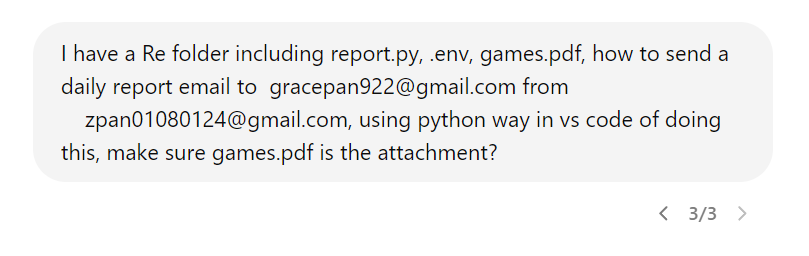 I have a Re folder including report.py, .env, games.pdf, how to send a
daily report email to  gracepan922@gmail.com from
    zpan01080124@gmail.com, using python way in vs code of doing
this, make sure games.pdf is the attachment?
3/3